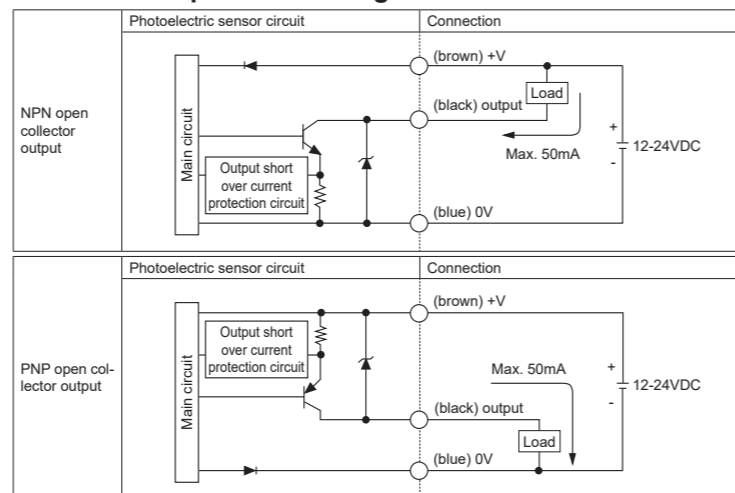 Photoelectric sensor circuit
Connection
NPN open
collector
output
Main circuit
Output short
over current
protection circuit
(brown) +V
Load
(black) output
Max. 50mA
+
12-24VDC
-
(blue) 0V
Photoelectric sensor circuit
Connection
PNP open col-
lector output
Main circuit
Output short
over current
protection circuit
(brown) +V
Max. 50mA
+
12-24VDC
-
(black) output
Load
(blue) 0V